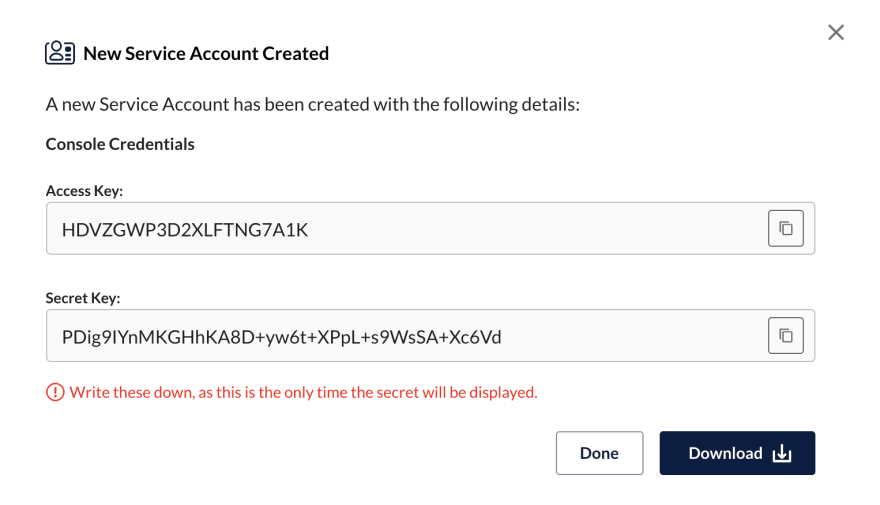 New Service Account Created
A new Service Account has been created with the following details:
Console Credentials
Access Key:
HDVZGWP3D2XLFTNG7A1K
Secret Key:
PDig9IYnMKGHhKA8D+yw6t+XPpL+s9WsSA+Xc6Vd
Write these down, as this is the only time the secret will be displayed.
Done
Download